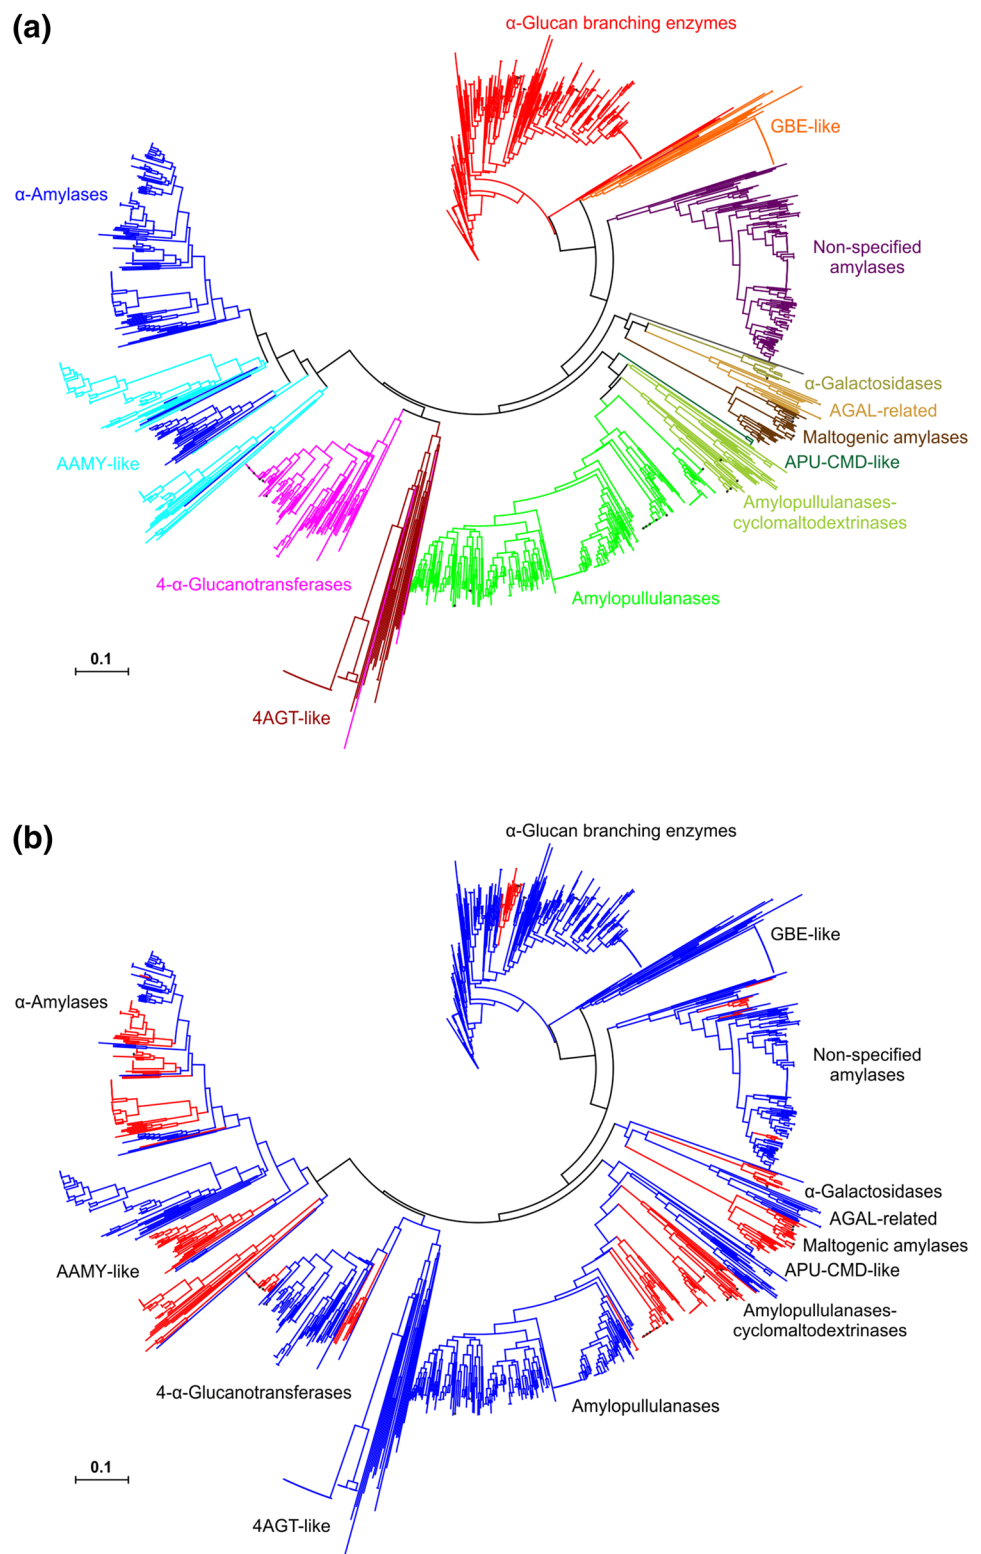 (a)
α-Glucan branching enzymes
GBE-like
α-Amylases
Non-specified
amylases
α-Galactosidases
AGAL-related
Maltogenic amylases
APU-CMD-like
AAMY-like
Amylopullulanases-
cyclomaltodextrinases
4-α-Glucanotransferases
Amylopullulanases
0.1
4AGT-like
(b)
α-Glucan branching enzymes
GBE-like
α-Amylases
Non-specified
amylases
α-Galactosidases
AGAL-related
Maltogenic amylases
APU-CMD-like
AAMY-like
Amylopullulanases-
cyclomaltodextrinases
4-α-Glucanotransferases
Amylopullulanases
0.1
4AGT-like